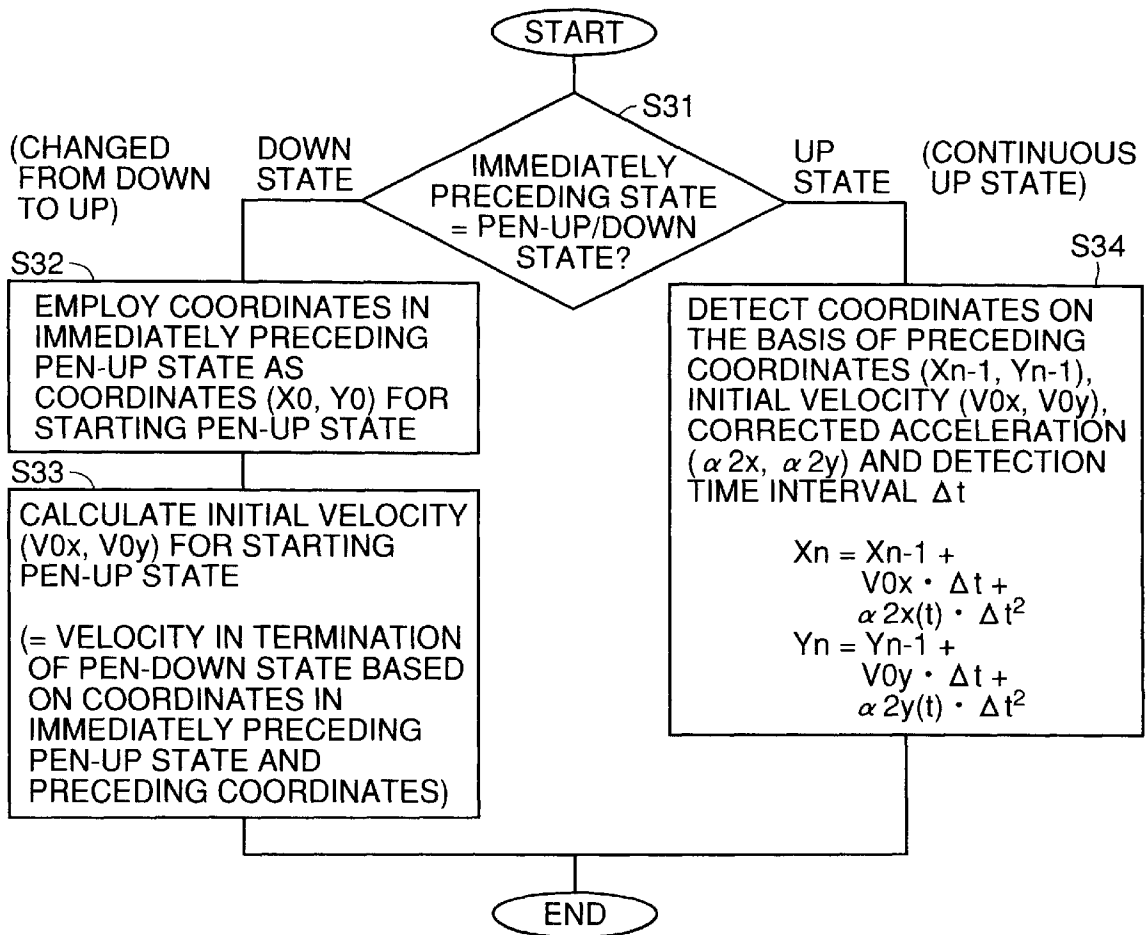 START
S31
IMMEDIATELY
PRECEDING STATE
= PEN-UP/DOWN
STATE?
(CHANGED
FROM DOWN
TO UP)
DOWN
STATE
UP
STATE
(CONTINUOUS
UP STATE)
S32
EMPLOY COORDINATES IN
IMMEDIATELY PRECEDING
PEN-UP STATE AS
COORDINATES (X0, Y0) FOR
STARTING PEN-UP STATE
S33
CALCULATE INITIAL VELOCITY
(V0x, V0y) FOR STARTING
PEN-UP STATE
(= VELOCITY IN TERMINATION
OF PEN-DOWN STATE BASED
ON COORDINATES IN
IMMEDIATELY PRECEDING
PEN-UP STATE AND
PRECEDING COORDINATES)
S34
DETECT COORDINATES ON
THE BASIS OF PRECEDING
COORDINATES (Xn-1, Yn-1),
INITIAL VELOCITY (V0x, V0y),
CORRECTED ACCELERATION
(α2x, α2y) AND DETECTION
TIME INTERVAL Δt
Xn = Xn-1 +
V0x · Δt +
α2x(t) · Δt²
Yn = Yn-1 +
V0y · Δt +
α2y(t) · Δt²
END